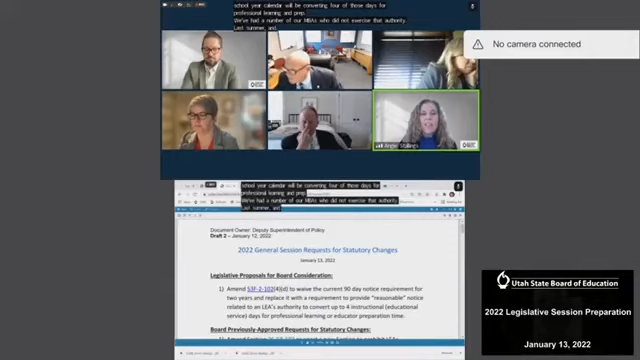 school year calendar will be converting four of those days for
professional learning and prep.
We've had a number of our MBAs who did not exercise that authority.
Last summer, and.
No camera connected
Angie Stallings
school year calendar will be converting four of those days for
professional learning and prep.
We've had a number of our MBAs who did not exercise that authority.
Last summer, and.
Document Owner: Deputy Superintendent of Policy
Draft 2 – January 12, 2022
2022 General Session Requests for Statutory Changes
January 13, 2022
Legislative Proposals for Board Consideration:
1) Amend 53F-2-102(4)(d) to waive the current 90 day notice requirement for
two years and replace it with a requirement to provide "reasonable" notice
related to an LEA's authority to convert up to 4 instructional (educational
service) days for professional learning or educator preparation time.
Board Previously-Approved Requests for Statutory Changes:
Utah State Board of Education
2022 Legislative Session Preparation
January 13, 2022